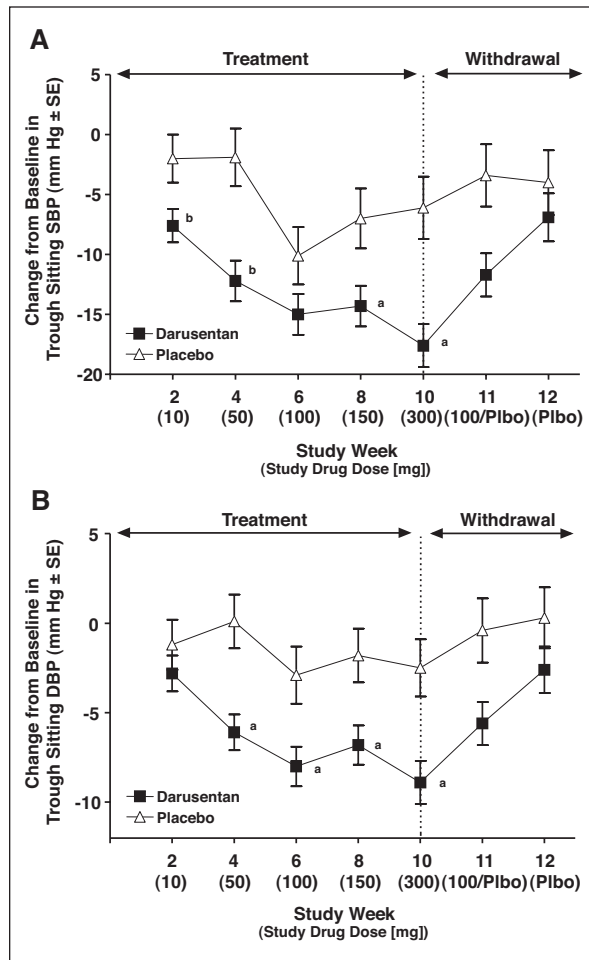 A
Treatment
Withdrawal
5
0
-5
-10
-15
-20
Change from Baseline in
Trough Sitting SBP (mm Hg ± SE)
b
b
a
a
Darusentan
Placebo
2 4 6 8 10 11 12
(10) (50) (100) (150) (300) (100/Plbo) (Plbo)
Study Week
(Study Drug Dose [mg])
B
Treatment
Withdrawal
5
0
-5
-10
Change from Baseline in
Trough Sitting DBP (mm Hg ± SE)
a
a
a
a
Darusentan
Placebo
2 4 6 8 10 11 12
(10) (50) (100) (150) (300) (100/Plbo) (Plbo)
Study Week
(Study Drug Dose [mg])